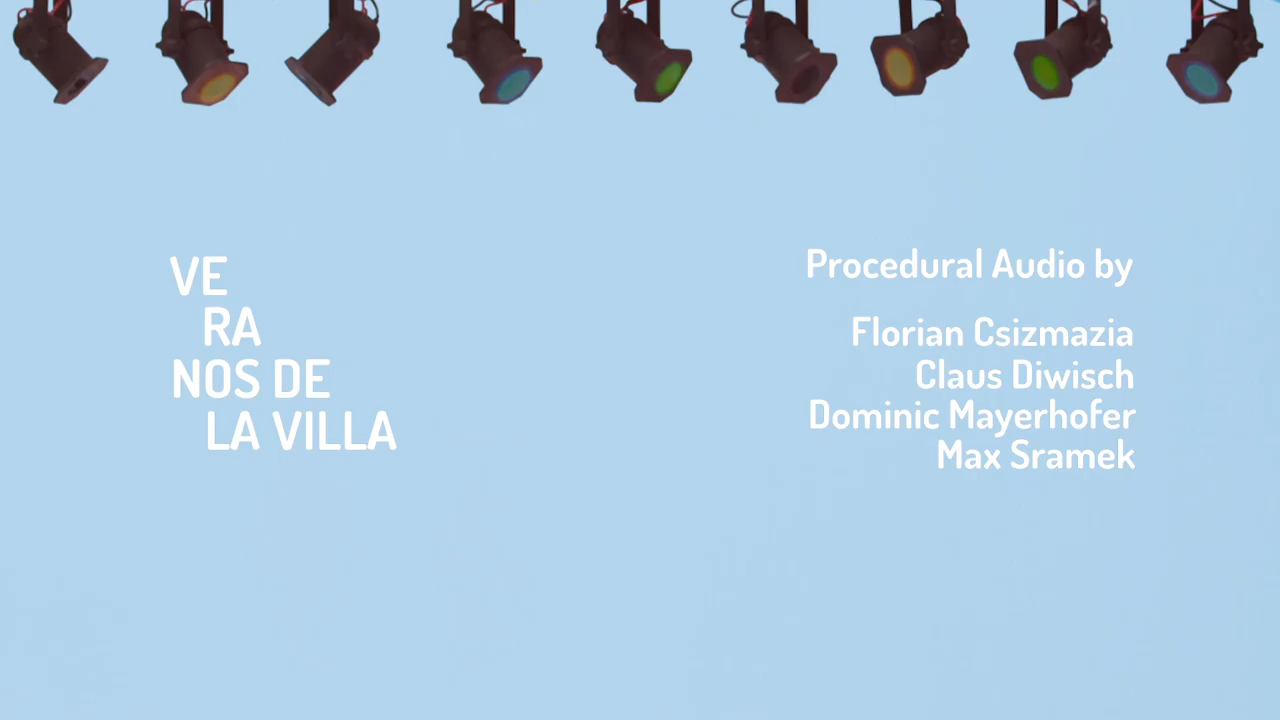 VE
RA
NOS DE
LA VILLA
Procedural Audio by
Florian Csizmazia
Claus Diwisch
Dominic Mayerhofer
Max Sramek